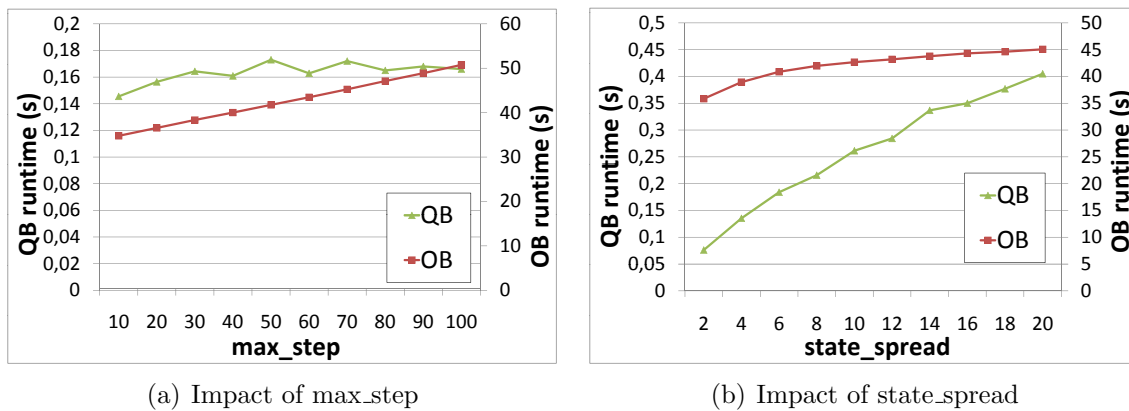 0,2
0,18
0,16
0,14
0,12
0,1
0,08
0,06
0,04
0,02
0
QB runtime (s)
60
50
40
30
20
10
0
OB runtime (s)
QB
OB
10 20 30 40 50 60 70 80 90 100
max_step
(a) Impact of max_step
0,5
0,45
0,4
0,35
0,3
0,25
0,2
0,15
0,1
0,05
0
QB runtime (s)
50
45
40
35
30
25
20
15
10
5
0
OB runtime (s)
QB
OB
2 4 6 8 10 12 14 16 18 20
state_spread
(b) Impact of state_spread